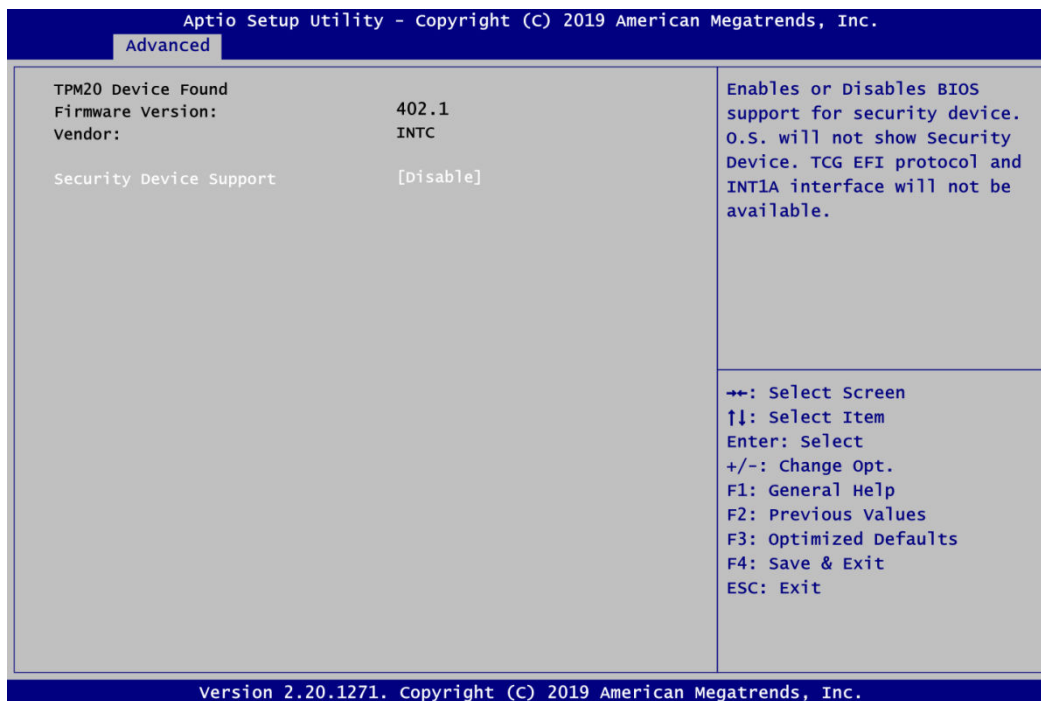 Aptio Setup Utility - Copyright (C) 2019 American Megatrends, Inc.
Advanced
TPM20 Device Found
Firmware Version: 402.1
Vendor: INTC
Security Device Support [Disable]
Enables or Disables BIOS
support for security device.
O.S. will not show Security
Device. TCG EFI protocol and
INT1A interface will not be
available.
→←: Select Screen
↑↓: Select Item
Enter: Select
+/-: Change Opt.
F1: General Help
F2: Previous Values
F3: Optimized Defaults
F4: Save & Exit
ESC: Exit
Version 2.20.1271. Copyright (C) 2019 American Megatrends, Inc.